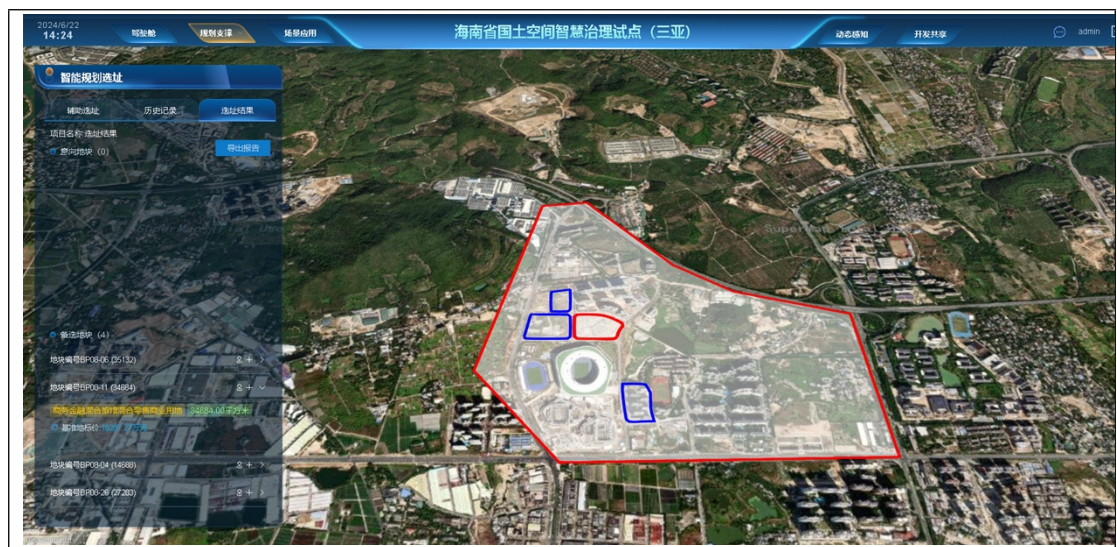 2024/6/22
14:24
驾驶舱
规划支撑
场景应用
海南省国土空间智慧治理试点（三亚）
动态感知
开发共享
admin
智能规划选址
辅助选址
历史记录
选址结果
项目名称:选址结果
意向地块（0）
导出报告
备选地块（4）
地块编号BP08-06 (35132)
地块编号BP08-11 (34684)
34684.00平方米
基准地标价:
地块编号BP08-04 (14688)
地块编号BP08-26 (27283)